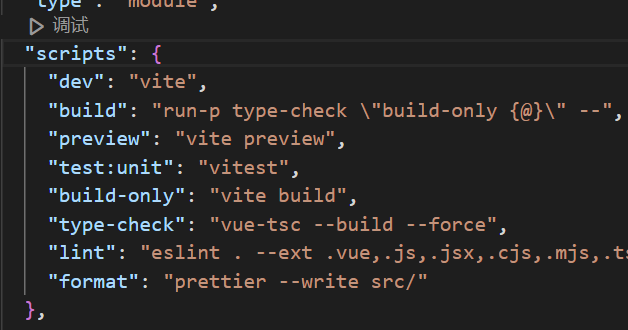 "type": "module",
调试
"scripts": {
"dev": "vite",
"build": "run-p type-check \"build-only {@}\" --",
"preview": "vite preview",
"test:unit": "vitest",
"build-only": "vite build",
"type-check": "vue-tsc --build --force",
"lint": "eslint . --ext .vue,.js,.jsx,.cjs,.mjs,.ts
"format": "prettier --write src/"
},